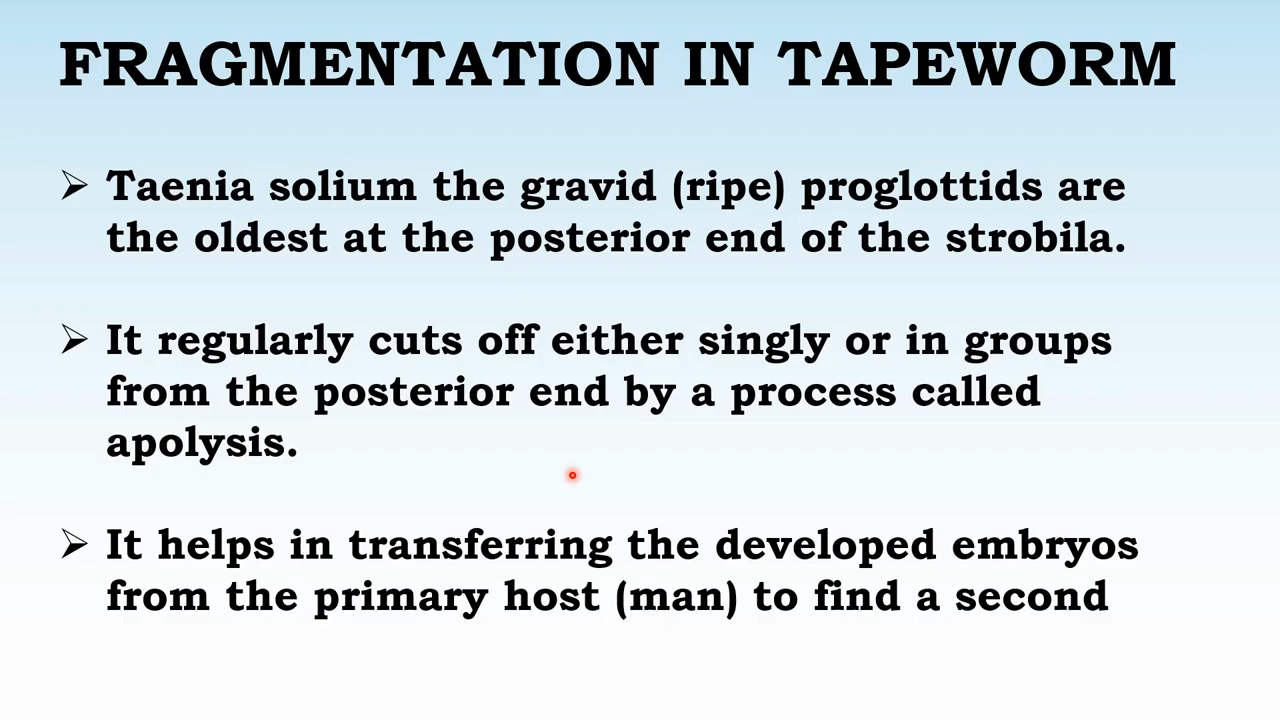 FRAGMENTATION IN TAPEWORM
➢ Taenia solium the gravid (ripe) proglottids are
the oldest at the posterior end of the strobila.
➢ It regularly cuts off either singly or in groups
from the posterior end by a process called
apolysis.
➢ It helps in transferring the developed embryos
from the primary host (man) to find a second